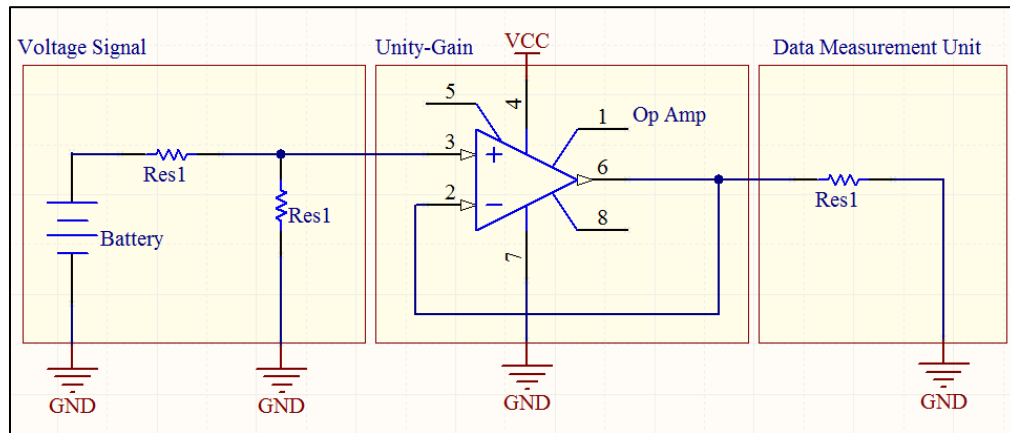 Voltage Signal
Unity-Gain
VCC
Data Measurement Unit
5
4
1
Op Amp
3
+
6
Res1
2
−
Res1
Res1
8
Battery
7
GND
GND
GND
GND